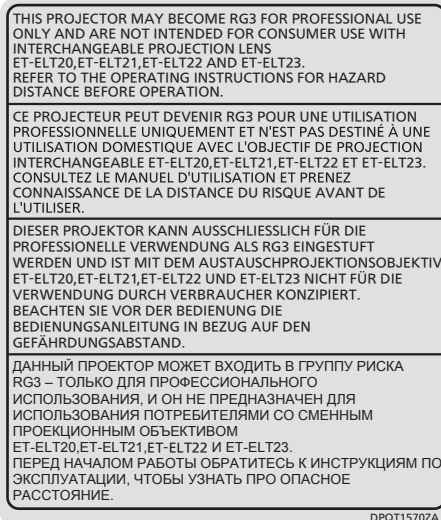 THIS PROJECTOR MAY BECOME RG3 FOR PROFESSIONAL USE
ONLY AND ARE NOT INTENDED FOR CONSUMER USE WITH
INTERCHANGEABLE PROJECTION LENS
ET-ELT20,ET-ELT21,ET-ELT22 AND ET-ELT23.
REFER TO THE OPERATING INSTRUCTIONS FOR HAZARD
DISTANCE BEFORE OPERATION.
CE PROJECTEUR PEUT DEVENIR RG3 POUR UNE UTILISATION
PROFESSIONNELLE UNIQUEMENT ET N'EST PAS DESTINÉ À UNE
UTILISATION DOMESTIQUE AVEC L'OBJECTIF DE PROJECTION
INTERCHANGEABLE ET-ELT20,ET-ELT21,ET-ELT22 ET ET-ELT23.
CONSULTEZ LE MANUEL D'UTILISATION ET PRENEZ
CONNAISSANCE DE LA DISTANCE DU RISQUE AVANT DE
L'UTILISER.
DIESER PROJEKTOR KANN AUSSCHLIESSLICH FÜR DIE
PROFESSIONELLE VERWENDUNG ALS RG3 EINGESTUFT
WERDEN UND IST MIT DEM AUSTAUSCHPROJEKTIONSOBJEKTIV
ET-ELT20,ET-ELT21,ET-ELT22 UND ET-ELT23 NICHT FÜR DIE
VERWENDUNG DURCH VERBRAUCHER KONZIPIERT.
BEACHTEN SIE VOR DER BEDIENUNG DIE
BEDIENUNGSANLEITUNG IN BEZUG AUF DEN
GEFÄHRDUNGSABSTAND.
ДАННЫЙ ПРОЕКТОР МОЖЕТ ВХОДИТЬ В ГРУППУ РИСКА
RG3 – ТОЛЬКО ДЛЯ ПРОФЕССИОНАЛЬНОГО
ИСПОЛЬЗОВАНИЯ, И ОН НЕ ПРЕДНАЗНАЧЕН ДЛЯ
ИСПОЛЬЗОВАНИЯ ПОТРЕБИТЕЛЯМИ СО СМЕННЫМ
ПРОЕКЦИОННЫМ ОБЪЕКТИВОМ
ET-ELT20,ET-ELT21,ET-ELT22 И ET-ELT23.
ПЕРЕД НАЧАЛОМ РАБОТЫ ОБРАТИТЕСЬ К ИНСТРУКЦИЯМ ПО
ЭКСПЛУАТАЦИИ, ЧТОБЫ УЗНАТЬ ПРО ОПАСНОЕ
РАССТОЯНИЕ.
DPQT1570ZA